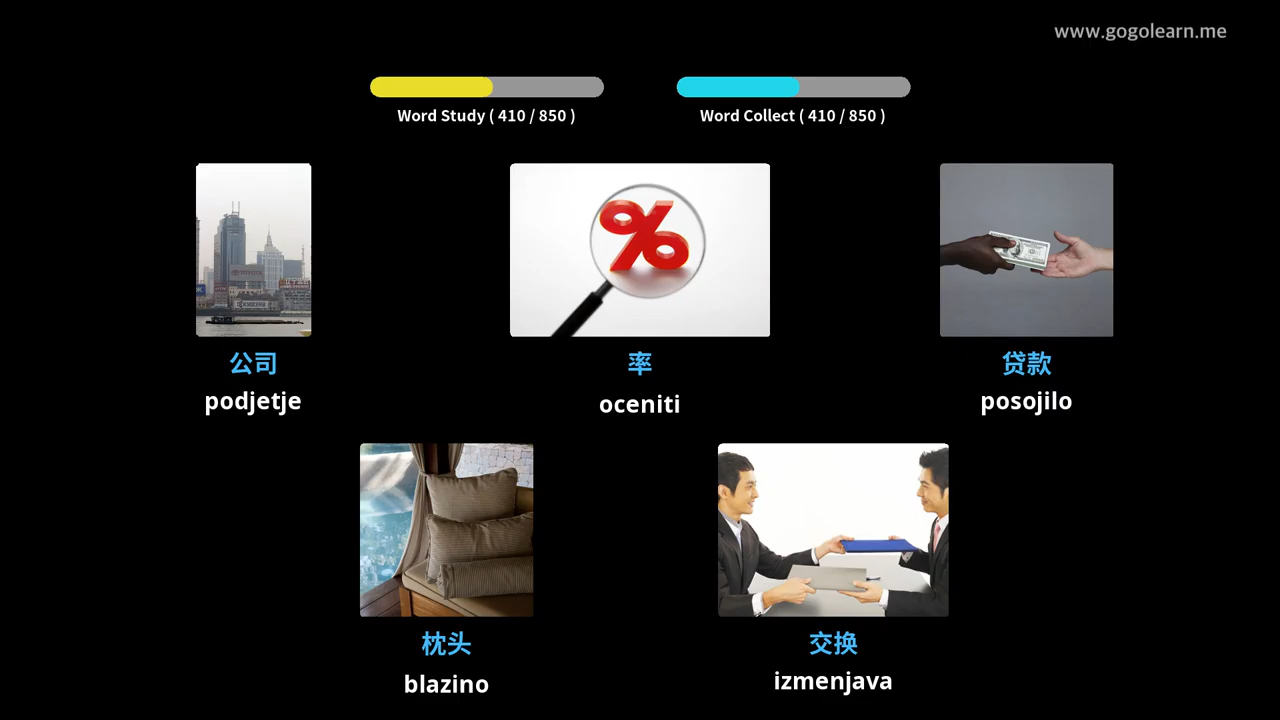 www.gogolearn.me
Word Study ( 410 / 850 )
Word Collect ( 410 / 850 )
TOYOTA
公司
率
贷款
podjetje
oceniti
posojilo
枕头
交换
blazino
izmenjava